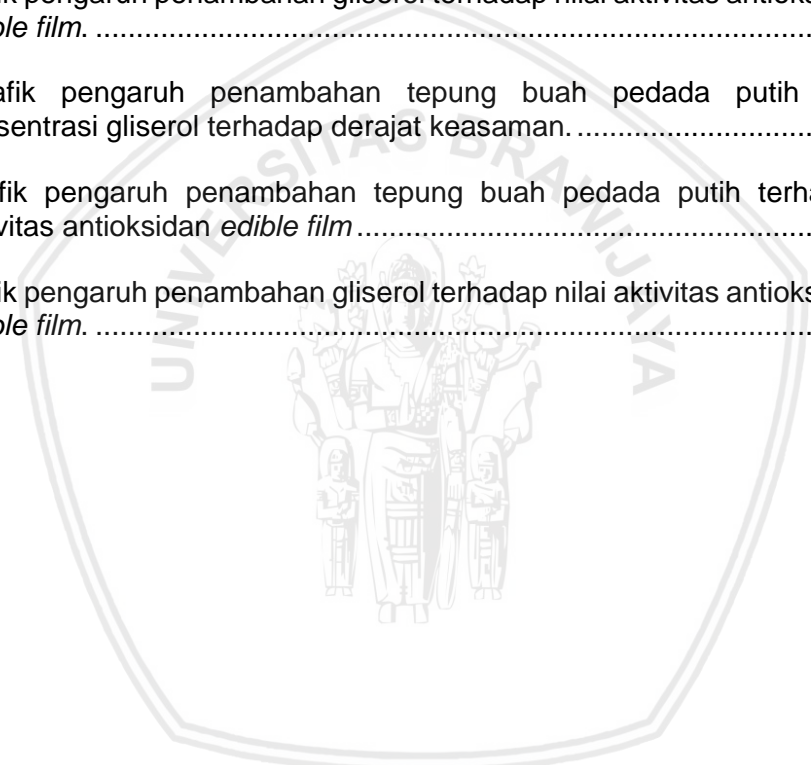 ik pengaruh penambahan gliserol terhadap nilai aktivitas antioks
ble film. ....................................................................................................
afik pengaruh penambahan tepung buah pedada putih
sentrasi gliserol terhadap derajat keasaman. ..............................
fik pengaruh penambahan tepung buah pedada putih terha
vitas antioksidan edible film ................................................................
ik pengaruh penambahan gliserol terhadap nilai aktivitas antioks
ble film. ....................................................................................................
UNIVERSITAS BRAWIJAYA